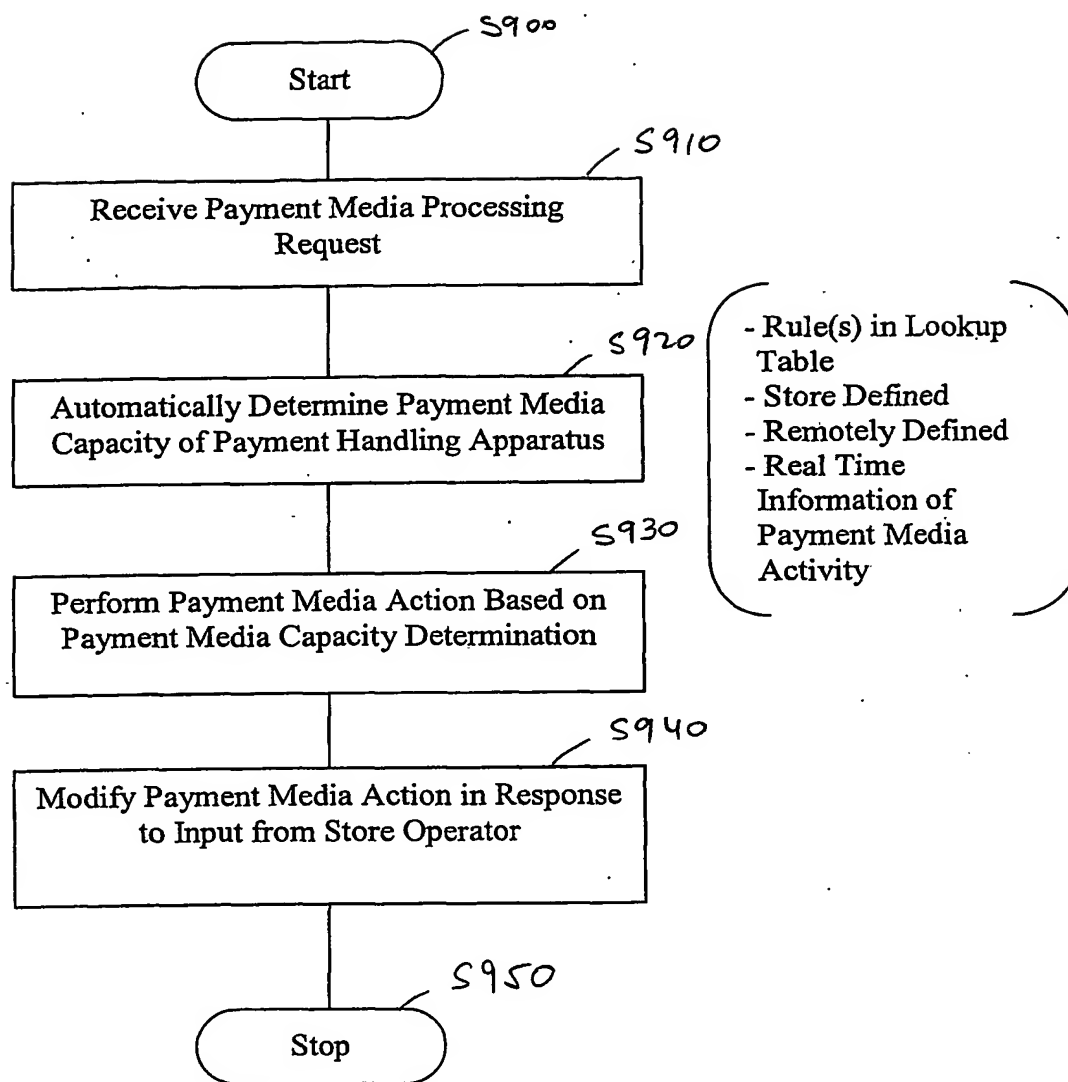 S900
Start
S910
Receive Payment Media Processing
Request
S920
Automatically Determine Payment Media
Capacity of Payment Handling Apparatus
- Rule(s) in Lookup
Table
- Store Defined
- Remotely Defined
- Real Time
Information of
Payment Media
Activity
S930
Perform Payment Media Action Based on
Payment Media Capacity Determination
S940
Modify Payment Media Action in Response
to Input from Store Operator
S950
Stop